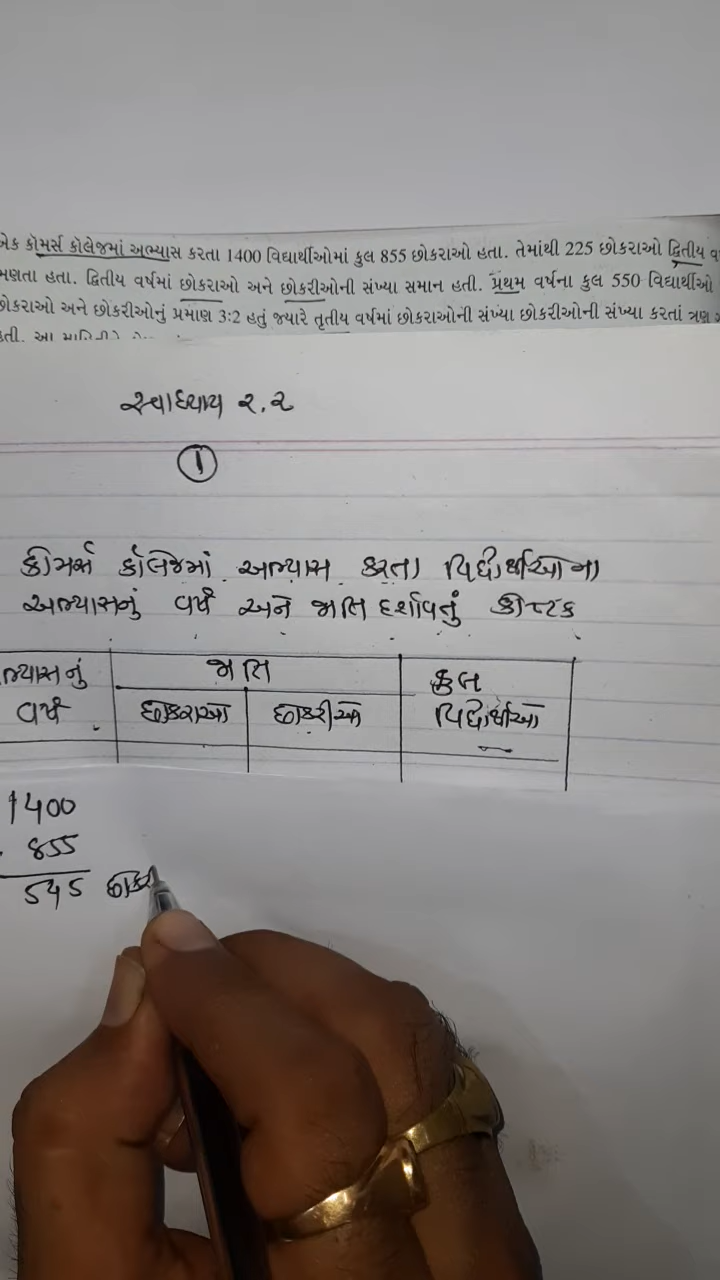 એક કૉમર્સ કૉલેજમાં અભ્યાસ કરતા 1400 વિદ્યાર્થીઓમાં કુલ 855 છોકરાઓ હતા. તેમાંથી 225 છોકરાઓ દ્વિતીય
ભણતા હતા. દ્વિતીય વર્ષમાં છોકરાઓ અને છોકરીઓની સંખ્યા સમાન હતી. પ્રથમ વર્ષના કુલ 550 વિદ્યાર્થીઓ
છોકરાઓ અને છોકરીઓનું પ્રમાણ 3:2 હતું જ્યારે તૃતીય વર્ષમાં છોકરાઓની સંખ્યા છોકરીઓની સંખ્યા કરતાં ત્રણ
હતી. આ
સ્વાધ્યાય ૨.૨
1
કોમર્સ કૉલેજમાં અભ્યાસ કરતા વિદ્યાર્થીઓના
અભ્યાસનું વર્ષ અને જાતિ દર્શાવતું કોષ્ટક
ભ્યાસનું જાતિ કુલ
વર્ષ છોકરાઓ છોકરીઓ વિદ્યાર્થીઓ
1400
- ૮55
545 છોકરી